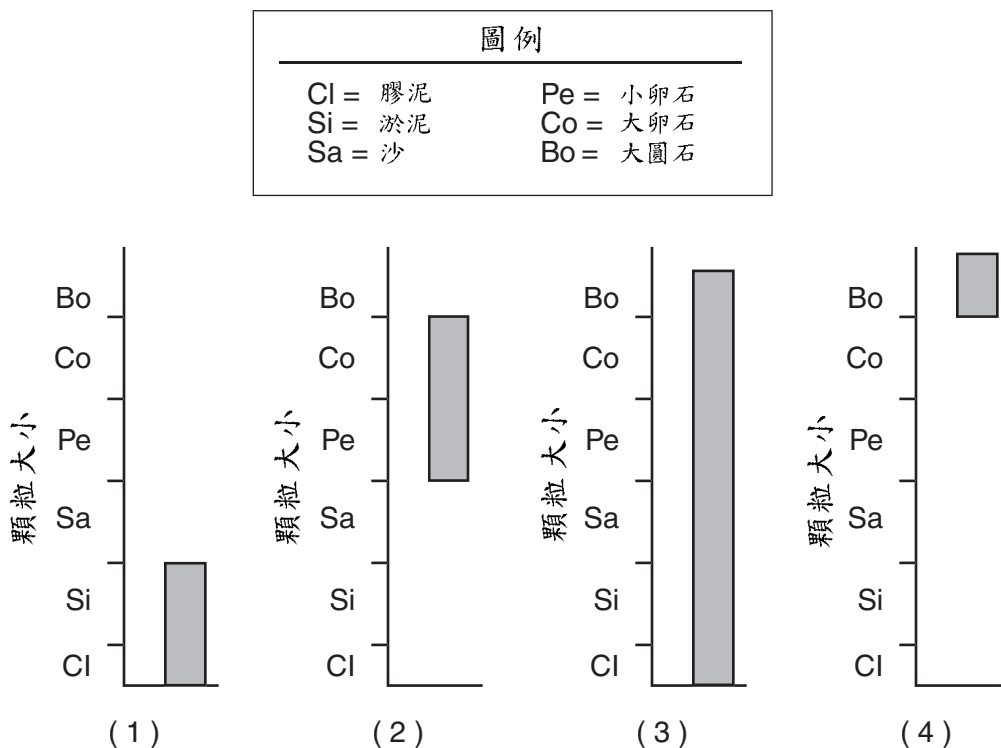 圖例
Cl = 膠泥
Si = 淤泥
Sa = 沙
Pe = 小卵石
Co = 大卵石
Bo = 大圓石
顆粒大小
Bo
Co
Pe
Sa
Si
Cl
( 1 )
顆粒大小
Bo
Co
Pe
Sa
Si
Cl
( 2 )
顆粒大小
Bo
Co
Pe
Sa
Si
Cl
( 3 )
顆粒大小
Bo
Co
Pe
Sa
Si
Cl
( 4 )